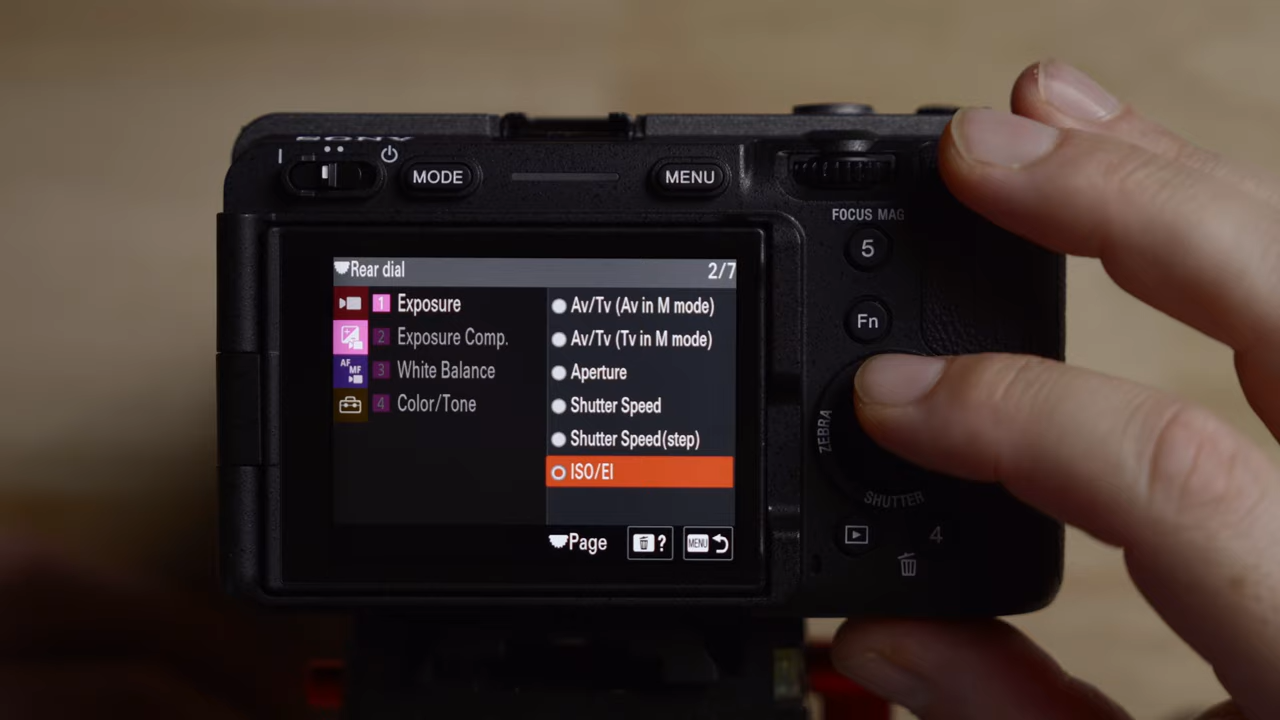 SONY
MODE
MENU
FOCUS MAG
5
Fn
Rear dial
2/7
1 Exposure
2 Exposure Comp.
3 White Balance
4 Color/Tone
AF
MF
Av/Tv (Av in M mode)
Av/Tv (Tv in M mode)
Aperture
Shutter Speed
Shutter Speed(step)
ISO/EI
Page
?
MENU
ZEBRA
SHUTTER
4